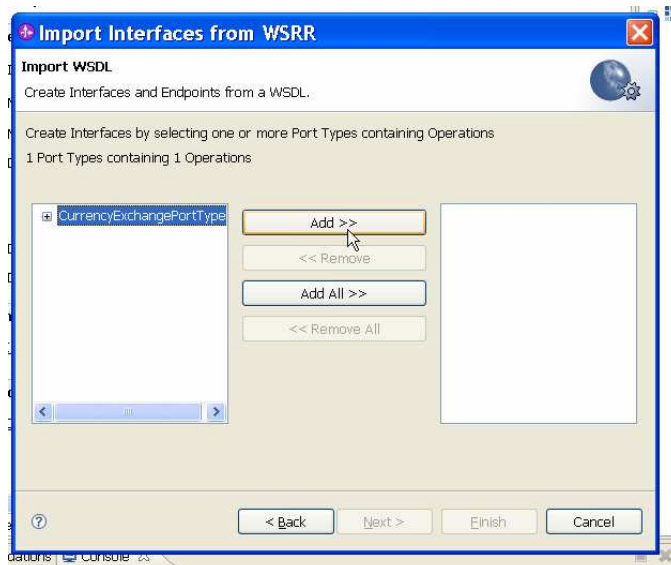 Import Interfaces from WSRR
Import WSDL
Create Interfaces and Endpoints from a WSDL.
Create Interfaces by selecting one or more Port Types containing Operations
1 Port Types containing 1 Operations
CurrencyExchangePortType
Add >>
<< Remove
Add All >>
<< Remove All
< Back
Next >
Finish
Cancel
Console